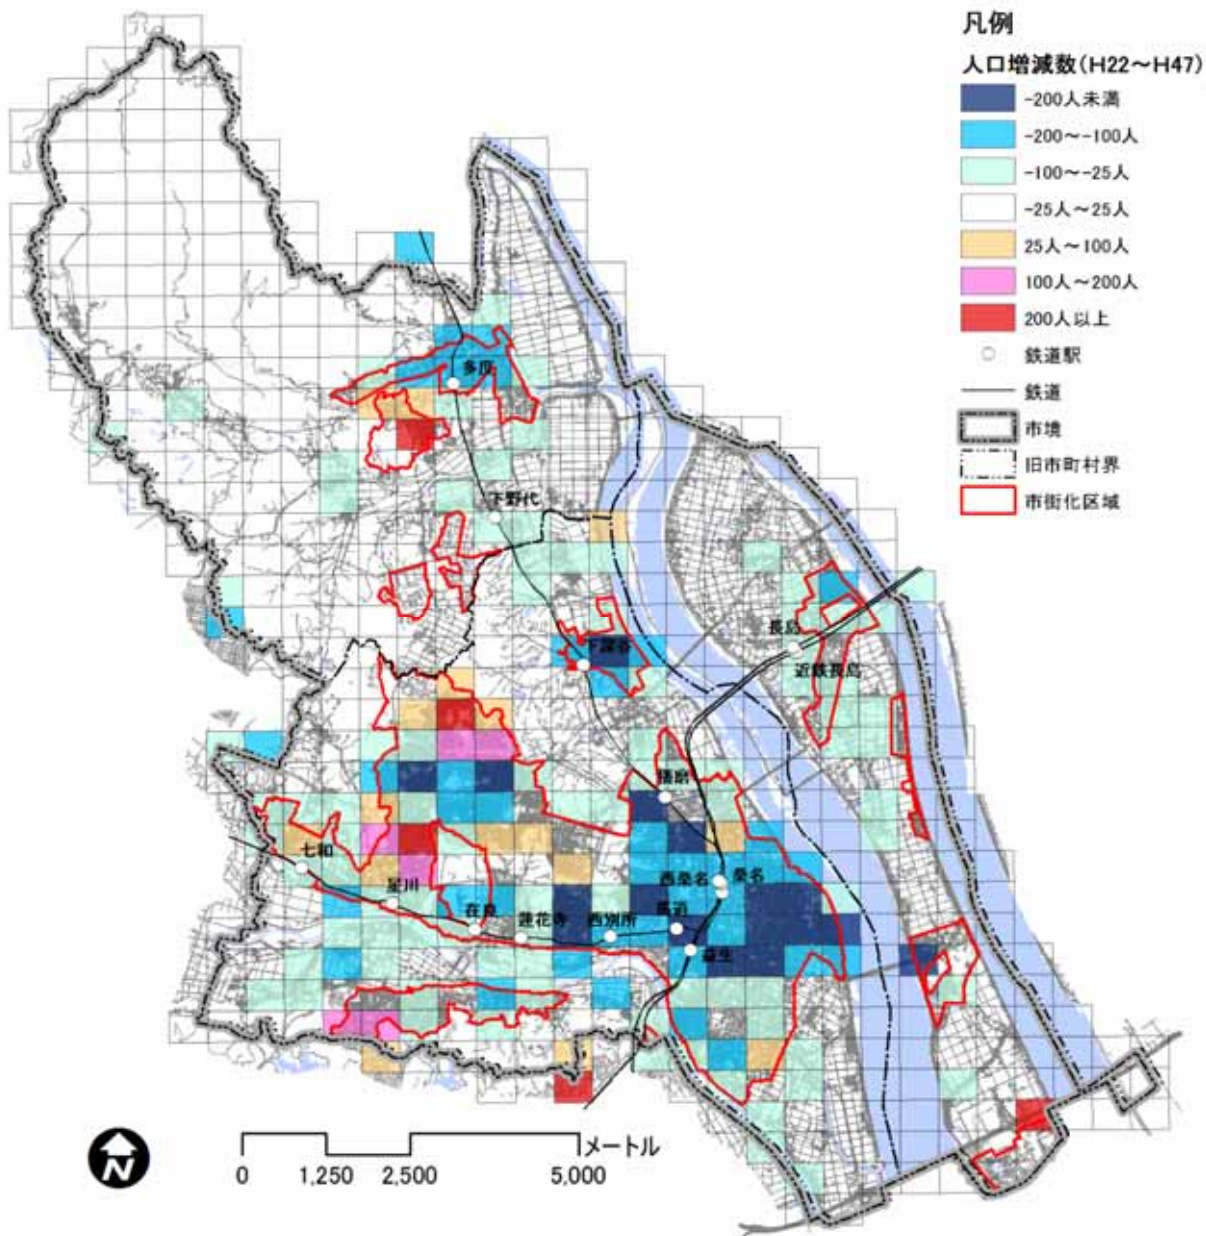 凡例
人口増減数(H22～H47)
-200人未満
-200～-100人
-100～-25人
-25人～25人
25人～100人
100人～200人
200人以上
鉄道駅
鉄道
市境
旧市町村界
市街化区域
多度
下野代
下深谷
長島
近鉄長島
播磨
七和
星川
西桑名
桑名
在良
蓮花寺
西別所
馬道
益生
N
メートル
0 1,250 2,500 5,000